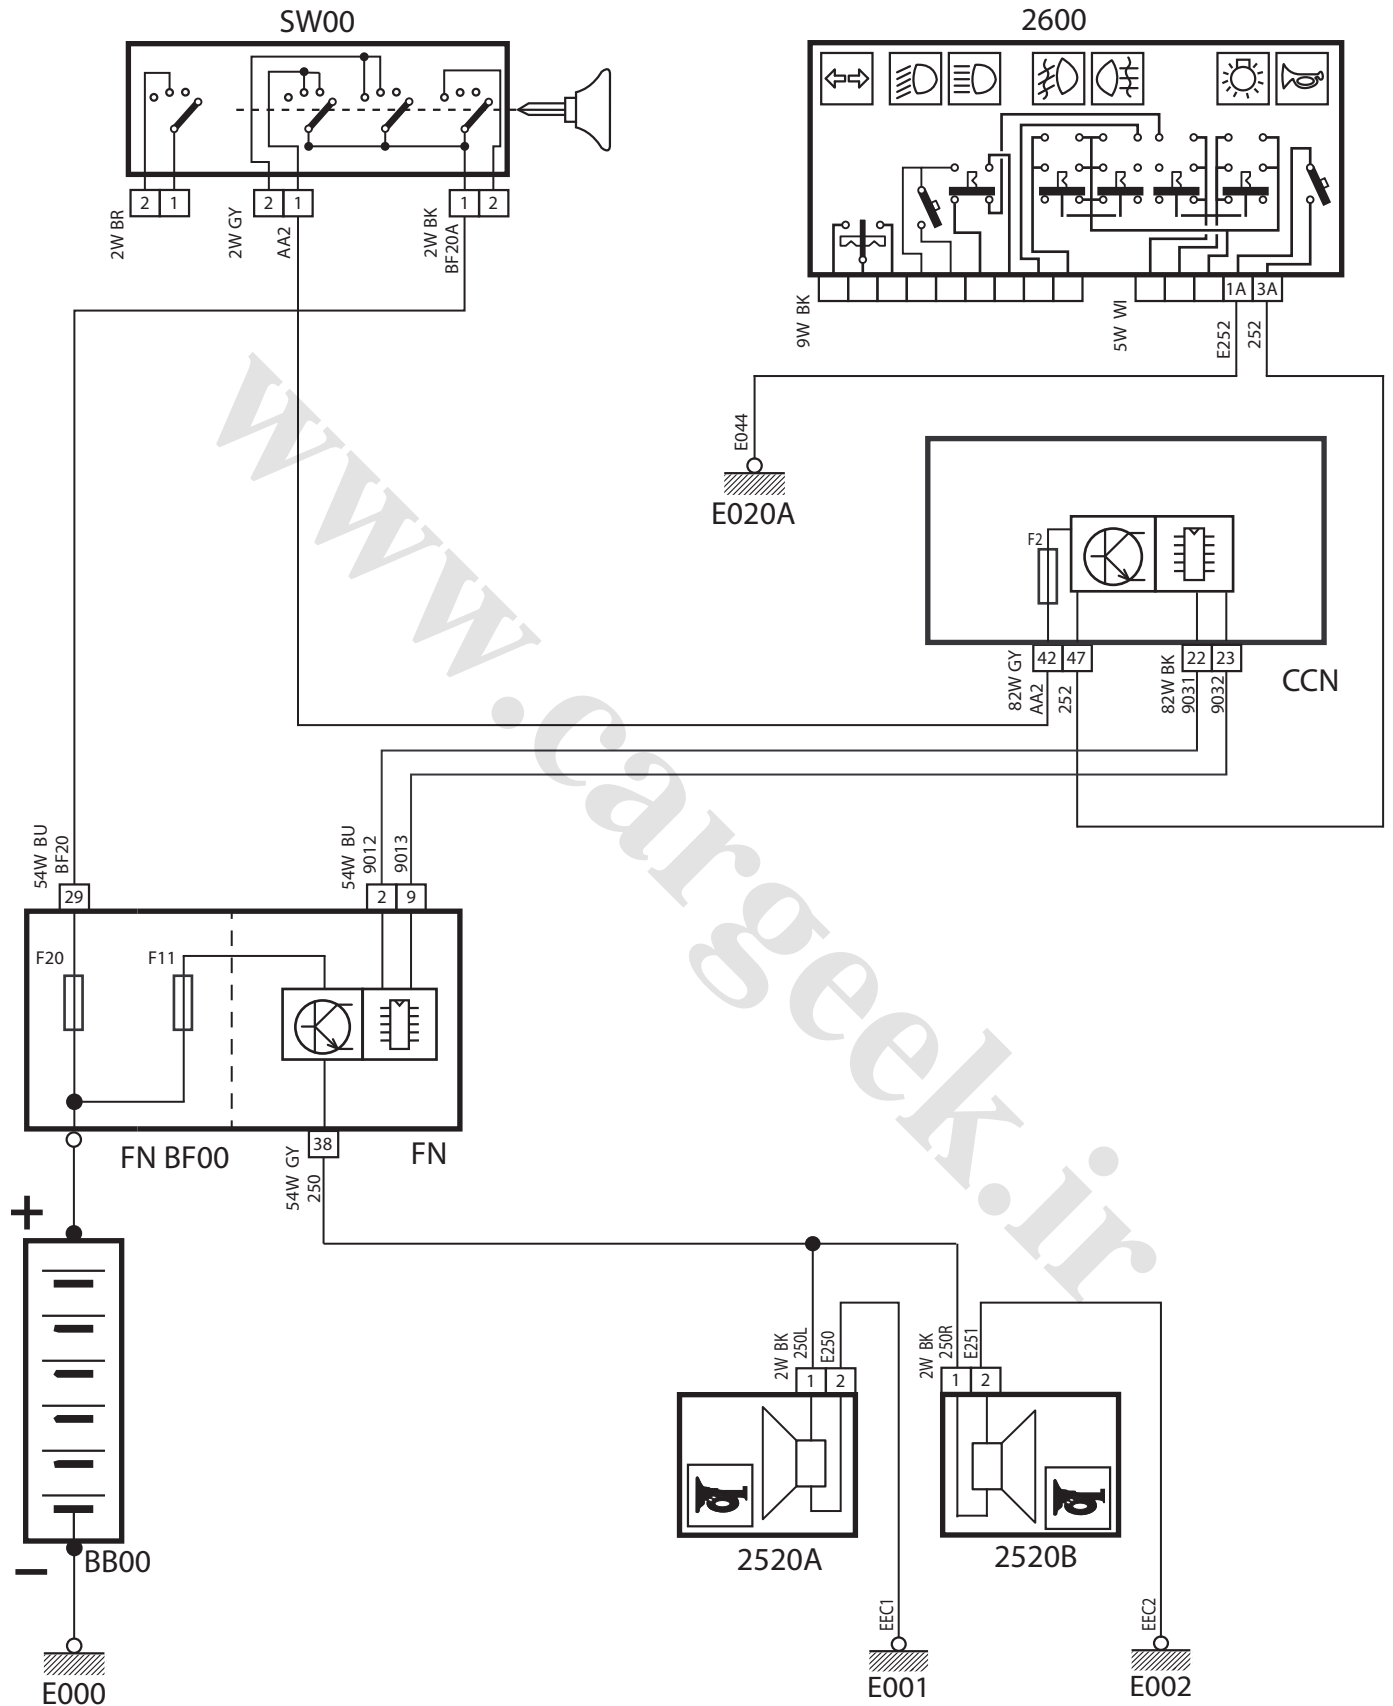 SW00
2600
2 1
2 1
1 2
2W BR
2W GY
AA2
2W BK
BF20A
1A 3A
9W BK
5W WI
E252
252
E044
E020A
F2
42 47
22 23
82W GY
AA2
252
82W BK
9031
9032
CCN
54W BU
BF20
54W BU
9012
9013
29
2 9
F20
F11
38
FN BF00
FN
54W GY
250
+
2W BK
250L
E250
2W BK
250R
E251
1 2
1 2
–
BB00
2520A
2520B
EEC1
EEC2
E000
E001
E002
www.cargeek.ir